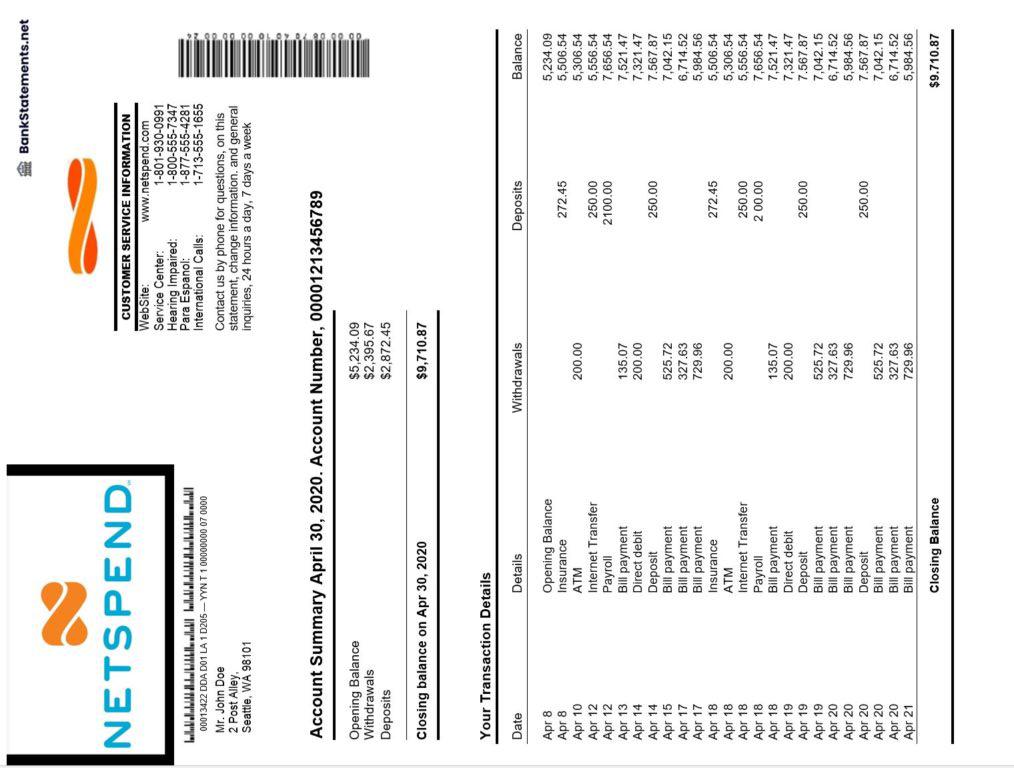 BankStatements.net
NETSPEND
CUSTOMER SERVICE INFORMATION
WebSite: www.netspend.com
Service Center: 1-801-930-0991
Hearing Impaired: 1-800-555-7347
Para Espanol: 1-877-555-4281
International Calls: 1-713-555-1655
Contact us by phone for questions, on this
statement, change information. and general
inquiries, 24 hours a day, 7 days a week
00013422 DDA D01 LA 1 D205 — YYN T 1 00000000 07 0000
Mr. John Doe
2 Post Alley,
Seattle, WA 98101
Account Summary April 30, 2020. Account Number, 00001213456789
Opening Balance $5,234.09
Withdrawals $2,395.67
Deposits $2,872.45
Closing balance on Apr 30, 2020 $9,710.87
Your Transaction Details
Date Details Withdrawals Deposits Balance
Apr 8 Opening Balance 5,234.09
Apr 8 Insurance 272.45 5,506.54
Apr 10 ATM 200.00 5,306.54
Apr 12 Internet Transfer 250.00 5,556.54
Apr 12 Payroll 2100.00 7,656.54
Apr 13 Bill payment 135.07 7,521.47
Apr 14 Direct debit 200.00 7,321.47
Apr 14 Deposit 250.00 7.567.87
Apr 15 Bill payment 525.72 7,042.15
Apr 17 Bill payment 327.63 6,714.52
Apr 17 Bill payment 729.96 5,984.56
Apr 18 Insurance 272.45 5,506.54
Apr 18 ATM 200.00 5,306.54
Apr 18 Internet Transfer 250.00 5,556.54
Apr 18 Payroll 2 00.00 7,656.54
Apr 18 Bill payment 135.07 7,521.47
Apr 19 Direct debit 200.00 7,321.47
Apr 19 Deposit 250.00 7.567.87
Apr 19 Bill payment 525.72 7,042.15
Apr 20 Bill payment 327.63 6,714.52
Apr 20 Bill payment 729.96 5,984.56
Apr 20 Deposit 250.00 7.567.87
Apr 20 Bill payment 525.72 7,042.15
Apr 20 Bill payment 327.63 6,714.52
Apr 21 Bill payment 729.96 5,984.56
Closing Balance $9.710.87